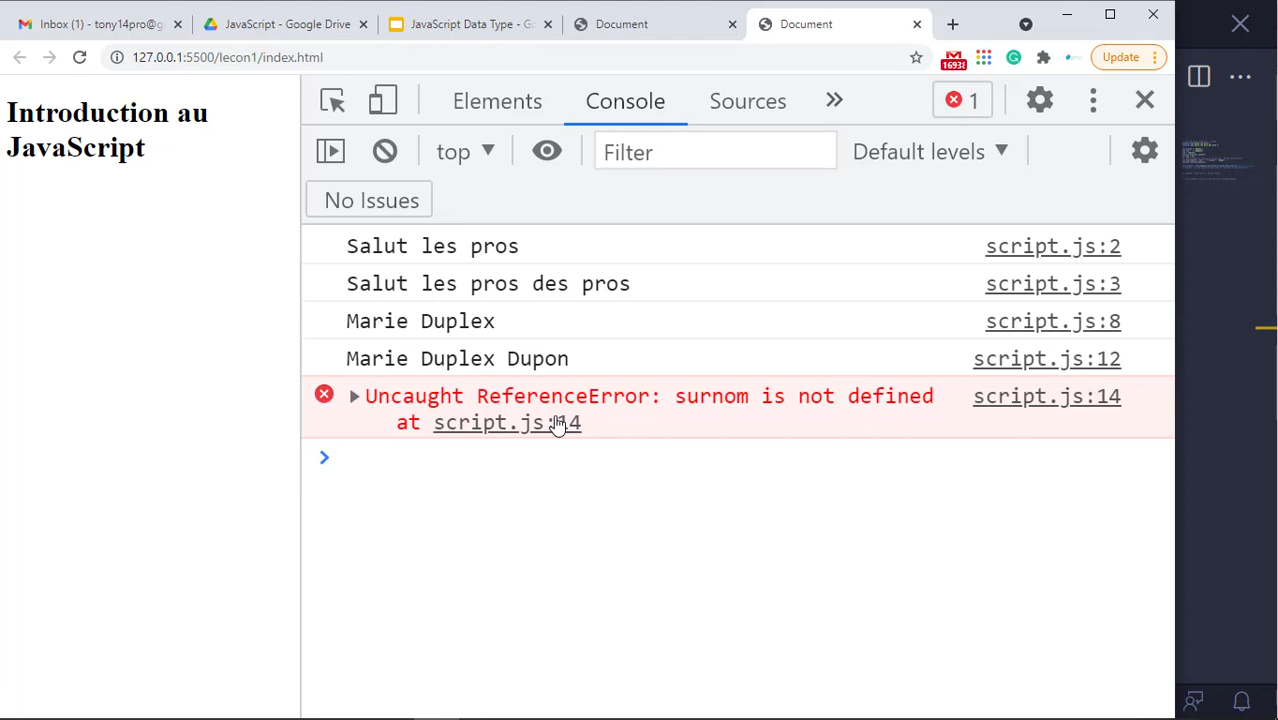 Inbox (1) - tony14pro@g
JavaScript - Google Drive
JavaScript Data Type - Go
Document
Document
127.0.0.1:5500/lecon1/index.html
16938
Update
Introduction au
JavaScript
Elements
Console
Sources
1
top
Filter
Default levels
No Issues
Salut les pros script.js:2
Salut les pros des pros script.js:3
Marie Duplex script.js:8
Marie Duplex Dupon script.js:12
Uncaught ReferenceError: surnom is not defined script.js:14
at script.js:14